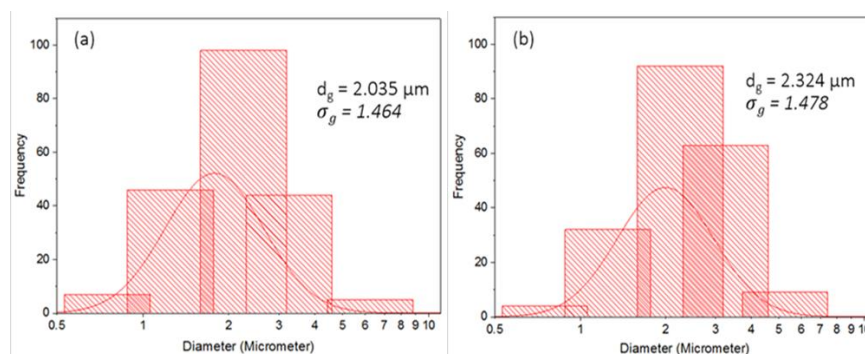 (a)
d_g = 2.035 μm
σ_g = 1.464
Frequency
100
80
60
40
20
0
0.5 1 2 3 4 5 6 7 8 9 10
Diameter (Micrometer)
(b)
d_g = 2.324 μm
σ_g = 1.478
Frequency
100
80
60
40
20
0
0.5 1 2 3 4 5 6 7 8 9 10
Diameter (Micrometer)